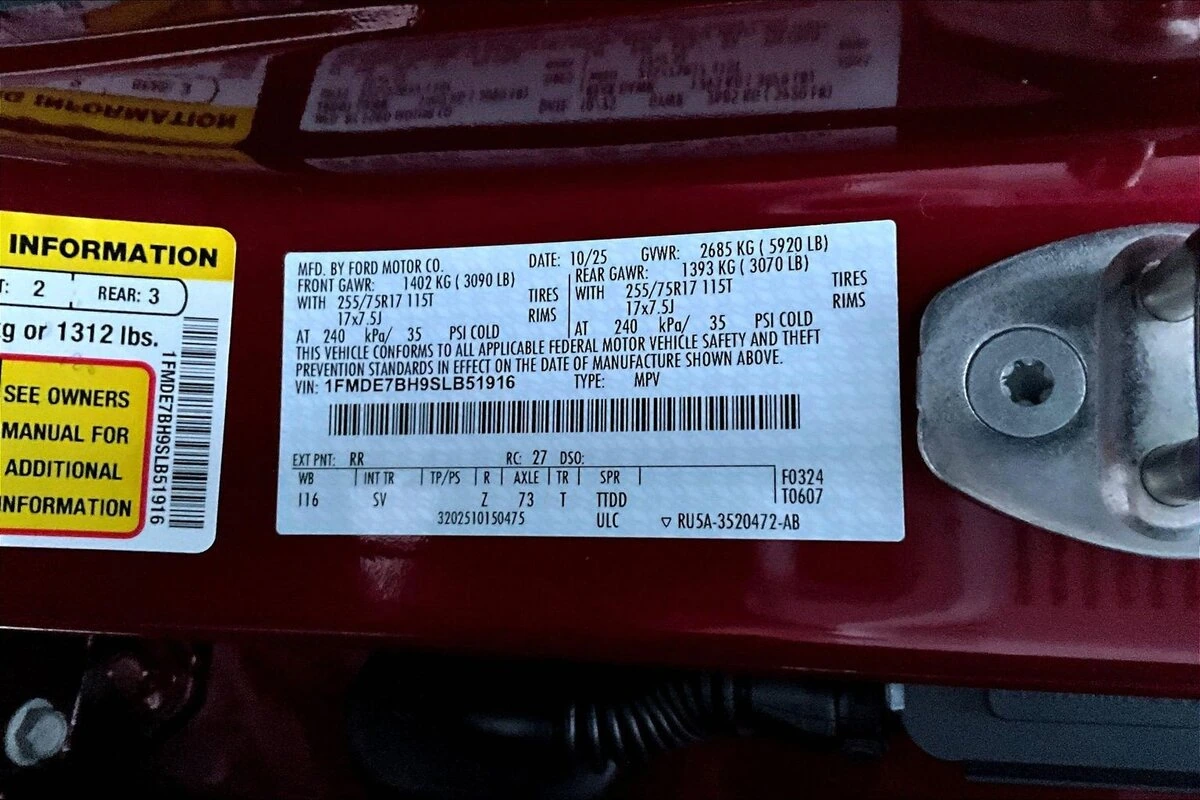 INFORMATION
T: 2 REAR: 3
kg or 1312 lbs.
SEE OWNERS
MANUAL FOR
ADDITIONAL
INFORMATION
1FMDE7BH9SLB51916
MFD. BY FORD MOTOR CO. DATE: 10/25 GVWR: 2685 KG ( 5920 LB)
FRONT GAWR: 1402 KG ( 3090 LB) REAR GAWR: 1393 KG ( 3070 LB)
WITH 255/75R17 115T TIRES WITH 255/75R17 115T TIRES
17x7.5J RIMS 17x7.5J RIMS
AT 240 kPa/ 35 PSI COLD AT 240 kPa/ 35 PSI COLD
THIS VEHICLE CONFORMS TO ALL APPLICABLE FEDERAL MOTOR VEHICLE SAFETY AND THEFT
PREVENTION STANDARDS IN EFFECT ON THE DATE OF MANUFACTURE SHOWN ABOVE.
VIN: 1FMDE7BH9SLB51916 TYPE: MPV
EXT PNT: RR RC: 27 DSO:
WB INT TR TP/PS R AXLE TR SPR F0324
116 SV Z 73 T TTDD T0607
3202510150475 ULC ▽ RU5A-3520472-AB